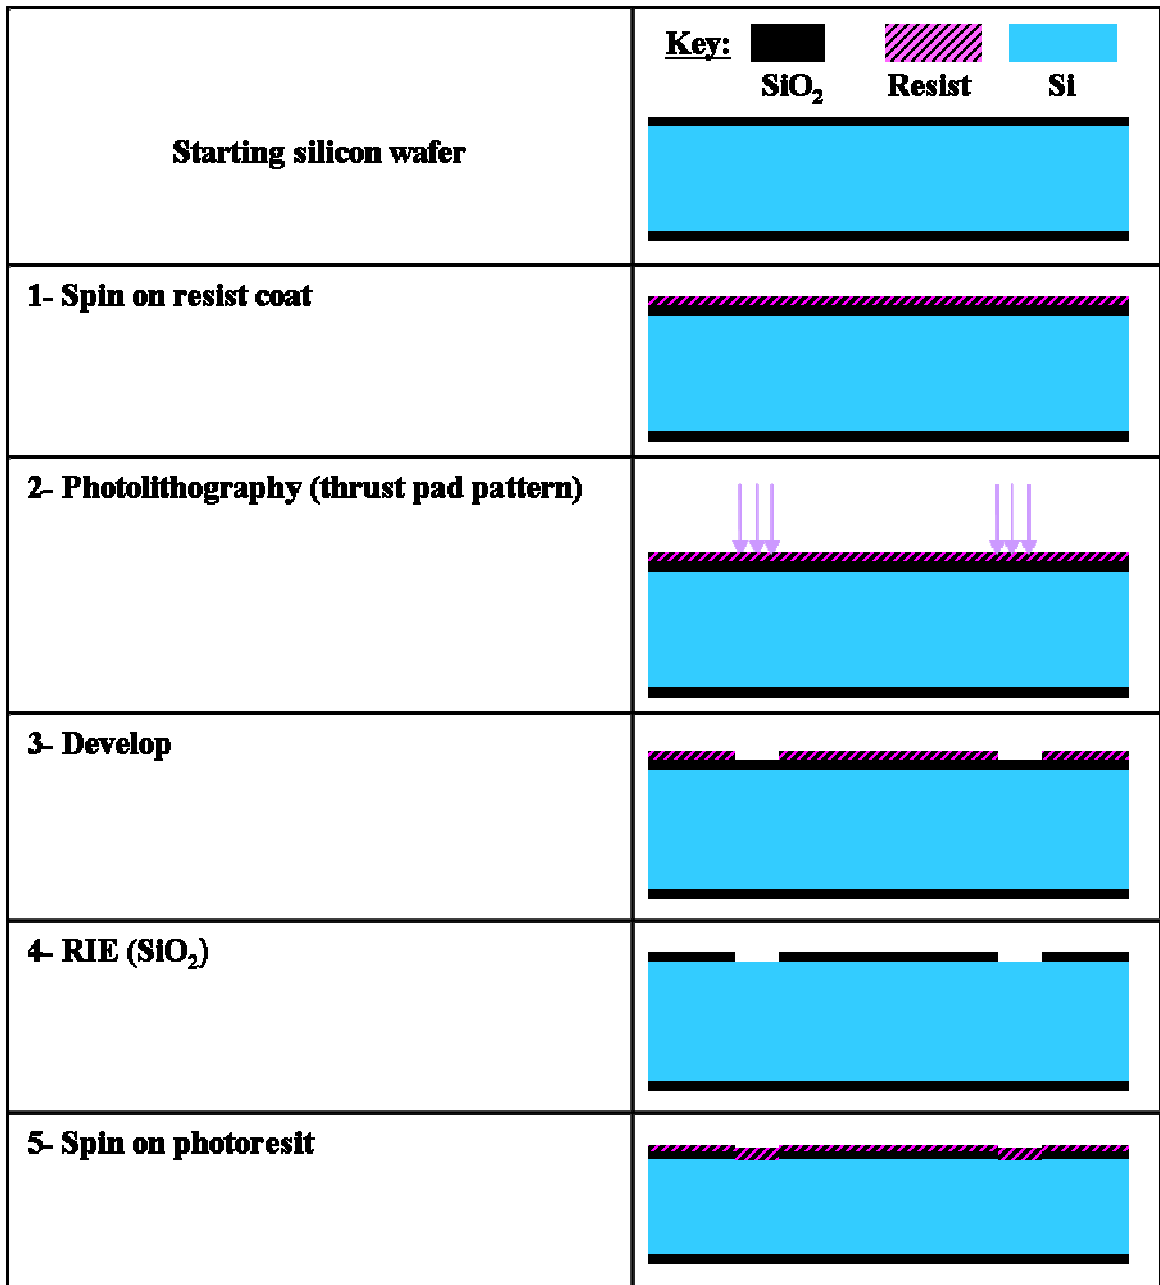 Key:
SiO₂ Resist Si
Starting silicon wafer
1- Spin on resist coat
2- Photolithography (thrust pad pattern)
3- Develop
4- RIE (SiO₂)
5- Spin on photoresit